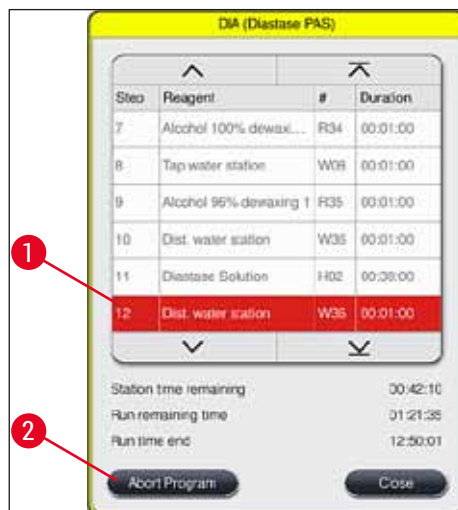 DIA (Diastase PAS)
Step Reagent # Duration
7 Alcohol 100% dewaxi... R34 00:01:00
8 Tap water station W09 00:01:00
9 Alcohol 96% dewaxing 1 R35 00:01:00
10 Dist. water station W36 00:01:00
11 Diastase Solution H02 00:30:00
1
12 Dist. water station W36 00:01:00
Station time remaining 00:42:10
Run remaining time 01:21:35
Run time end 12:50:01
2
Abort Program Close